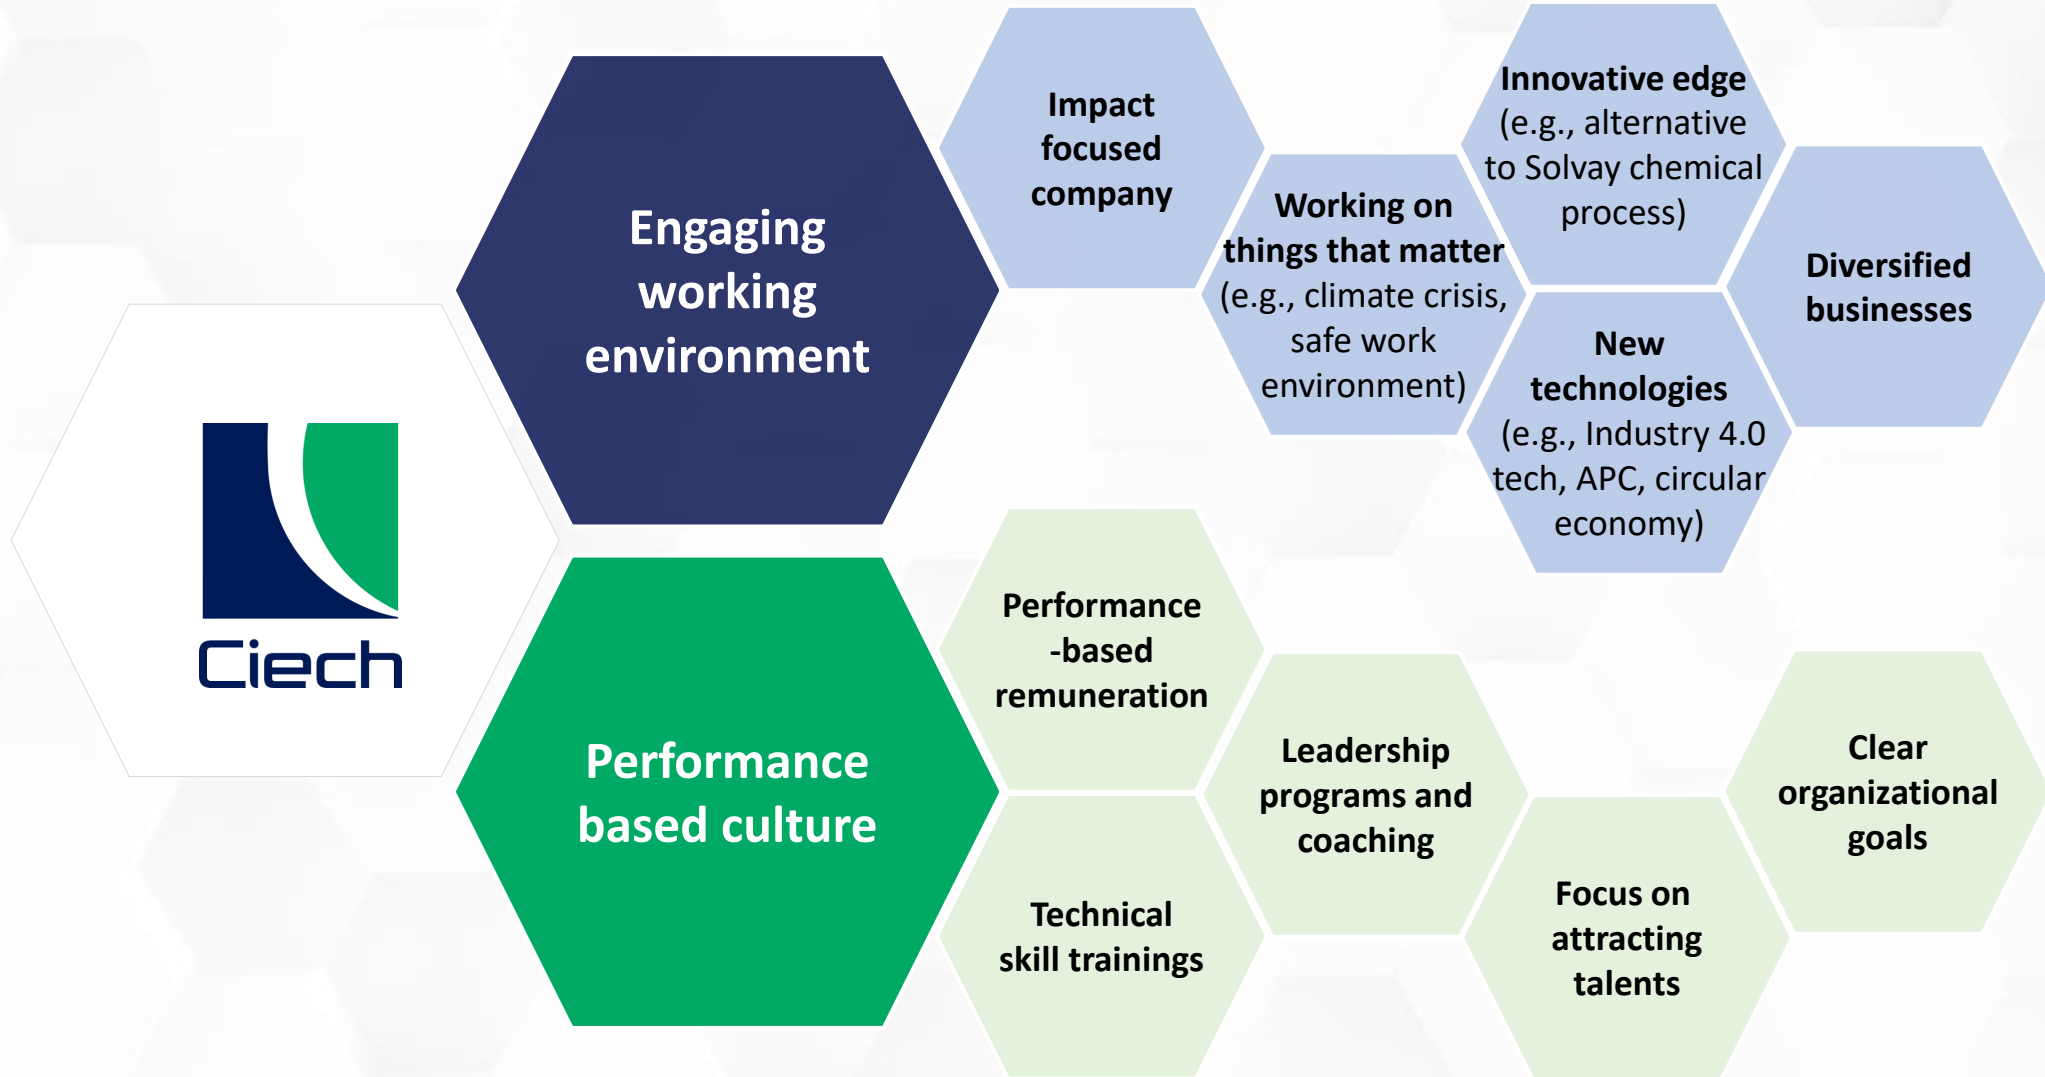 Ciech
Engaging
working
environment
Impact
focused
company
Working on
things that matter
(e.g., climate crisis,
safe work
environment)
Innovative edge
(e.g., alternative
to Solvay chemical
process)
New
technologies
(e.g., Industry 4.0
tech, APC, circular
economy)
Diversified
businesses
Performance
based culture
Performance
-based
remuneration
Technical
skill trainings
Leadership
programs and
coaching
Focus on
attracting
talents
Clear
organizational
goals